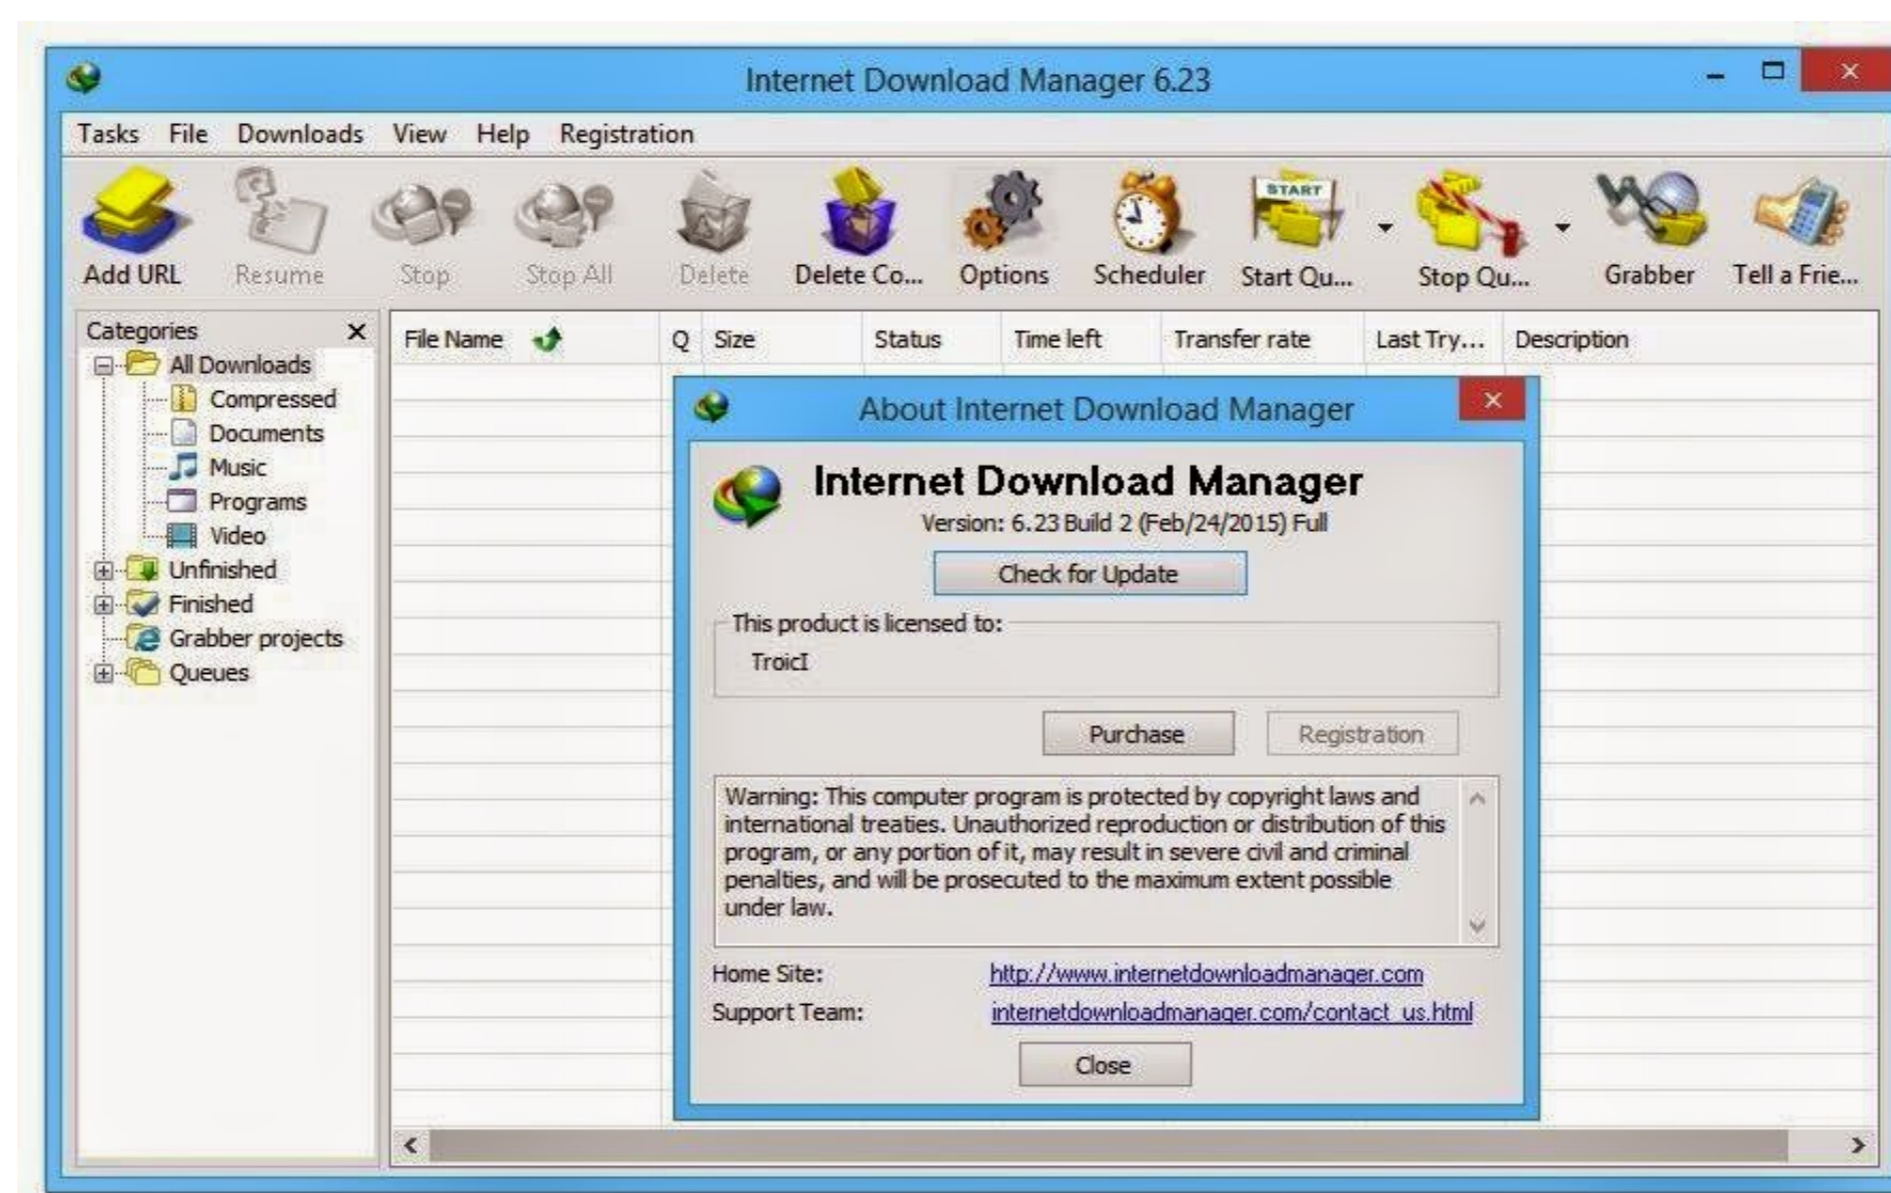 Internet Download Manager 6.23
Tasks File Downloads View Help Registration
Add URL Resume Stop Stop All Delete Delete Co... Options Scheduler Start Qu... Stop Qu... Grabber Tell a Frie...
START
Categories
All Downloads
Compressed
Documents
Music
Programs
Video
Unfinished
Finished
Grabber projects
Queues
File Name Q Size Status Time left Transfer rate Last Try... Description
About Internet Download Manager
Internet Download Manager
Version: 6.23 Build 2 (Feb/24/2015) Full
Check for Update
This product is licensed to:
TroicI
Purchase Registration
Warning: This computer program is protected by copyright laws and
international treaties. Unauthorized reproduction or distribution of this
program, or any portion of it, may result in severe civil and criminal
penalties, and will be prosecuted to the maximum extent possible
under law.
Home Site: http://www.internetdownloadmanager.com
Support Team: internetdownloadmanager.com/contact_us.html
Close